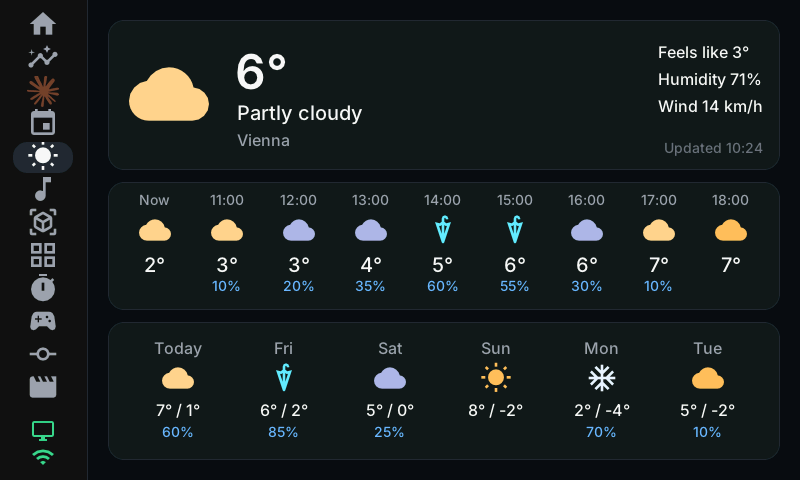 6°
Partly cloudy
Vienna
Feels like 3°
Humidity 71%
Wind 14 km/h
Updated 10:24
Now 11:00 12:00 13:00 14:00 15:00 16:00 17:00 18:00
2° 3° 3° 4° 5° 6° 6° 7° 7°
10% 20% 35% 60% 55% 30% 10%
Today Fri Sat Sun Mon Tue
7° / 1° 6° / 2° 5° / 0° 8° / -2° 2° / -4° 5° / -2°
60% 85% 25% 70% 10%